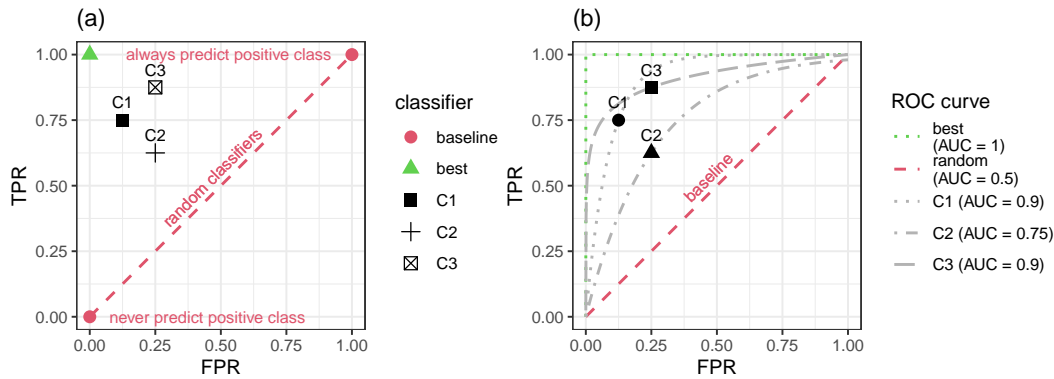 (a)
TPR
1.00
0.75
0.50
0.25
0.00
always predict positive class
C3
C1
C2
random classifiers
never predict positive class
0.00 0.25 0.50 0.75 1.00
FPR
classifier
baseline
best
C1
C2
C3
(b)
TPR
1.00
0.75
0.50
0.25
0.00
C3
C1
C2
baseline
0.00 0.25 0.50 0.75 1.00
FPR
ROC curve
best
(AUC = 1)
random
(AUC = 0.5)
C1 (AUC = 0.9)
C2 (AUC = 0.75)
C3 (AUC = 0.9)